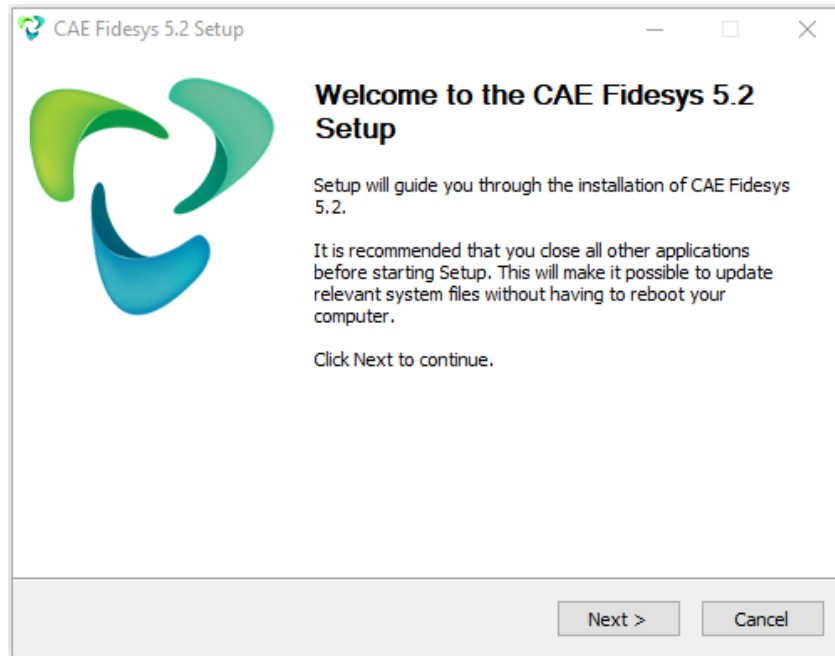 CAE Fidesys 5.2 Setup
Welcome to the CAE Fidesys 5.2
Setup
Setup will guide you through the installation of CAE Fidesys
5.2.
It is recommended that you close all other applications
before starting Setup. This will make it possible to update
relevant system files without having to reboot your
computer.
Click Next to continue.
Next >
Cancel